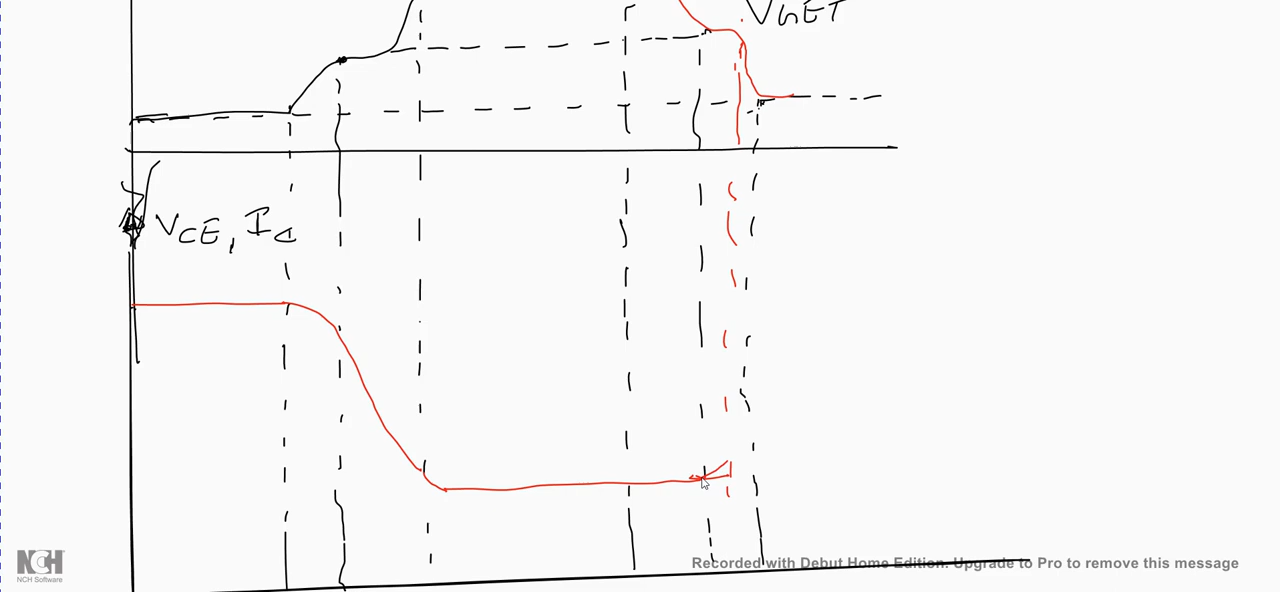 VGET
VCE, IC
NCH
NCH Software
Recorded with Debut Home Edition. Upgrade to Pro to remove this message